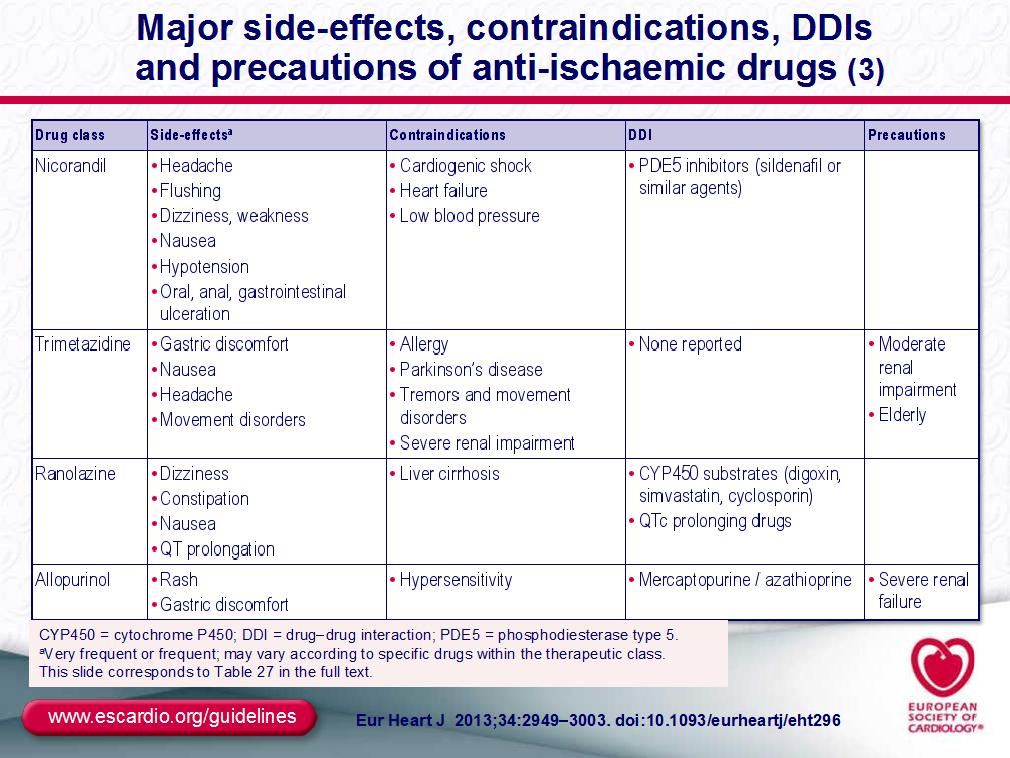 Major side-effects, contraindications, DDIs
and precautions of anti-ischaemic drugs (3)
Drug class Side-effectsª Contraindications DDI Precautions
Nicorandil
• Headache
• Flushing
• Dizziness, weakness
• Nausea
• Hypotension
• Oral, anal, gastrointestinal
ulceration
• Cardiogenic shock
• Heart failure
• Low blood pressure
• PDE5 inhibitors (sildenafil or
similar agents)
Trimetazidine
• Gastric discomfort
• Nausea
• Headache
• Movement disorders
• Allergy
• Parkinson's disease
• Tremors and movement
disorders
• Severe renal impairment
• None reported
• Moderate
renal
impairment
• Elderly
Ranolazine
• Dizziness
• Constipation
• Nausea
• QT prolongation
• Liver cirrhosis
• CYP450 substrates (digoxin,
simvastatin, cyclosporin)
• QTc prolonging drugs
Allopurinol
• Rash
• Gastric discomfort
• Hypersensitivity
• Mercaptopurine / azathioprine
• Severe renal
failure
CYP450 = cytochrome P450; DDI = drug–drug interaction; PDE5 = phosphodiesterase type 5.
ªVery frequent or frequent; may vary according to specific drugs within the therapeutic class.
This slide corresponds to Table 27 in the full text.
www.escardio.org/guidelines
Eur Heart J 2013;34:2949–3003. doi:10.1093/eurheartj/eht296
EUROPEAN
SOCIETY OF
CARDIOLOGY®